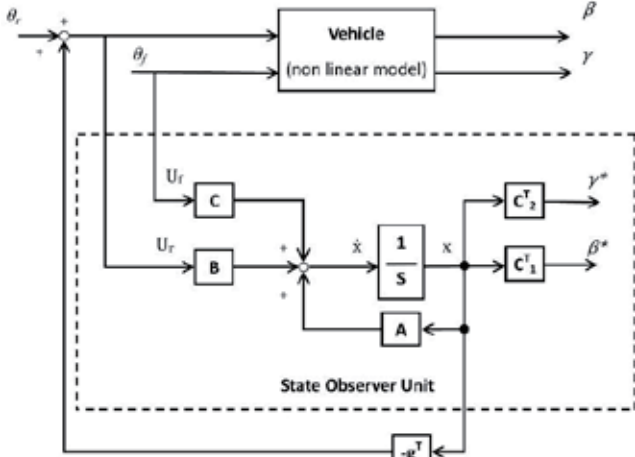 θr + β
+
Vehicle
(non linear model)
θf γ
Uf C C^T_2 γ*
Ur B + ẋ 1/S x C^T_1 β*
+
A
State Observer Unit
-g^T